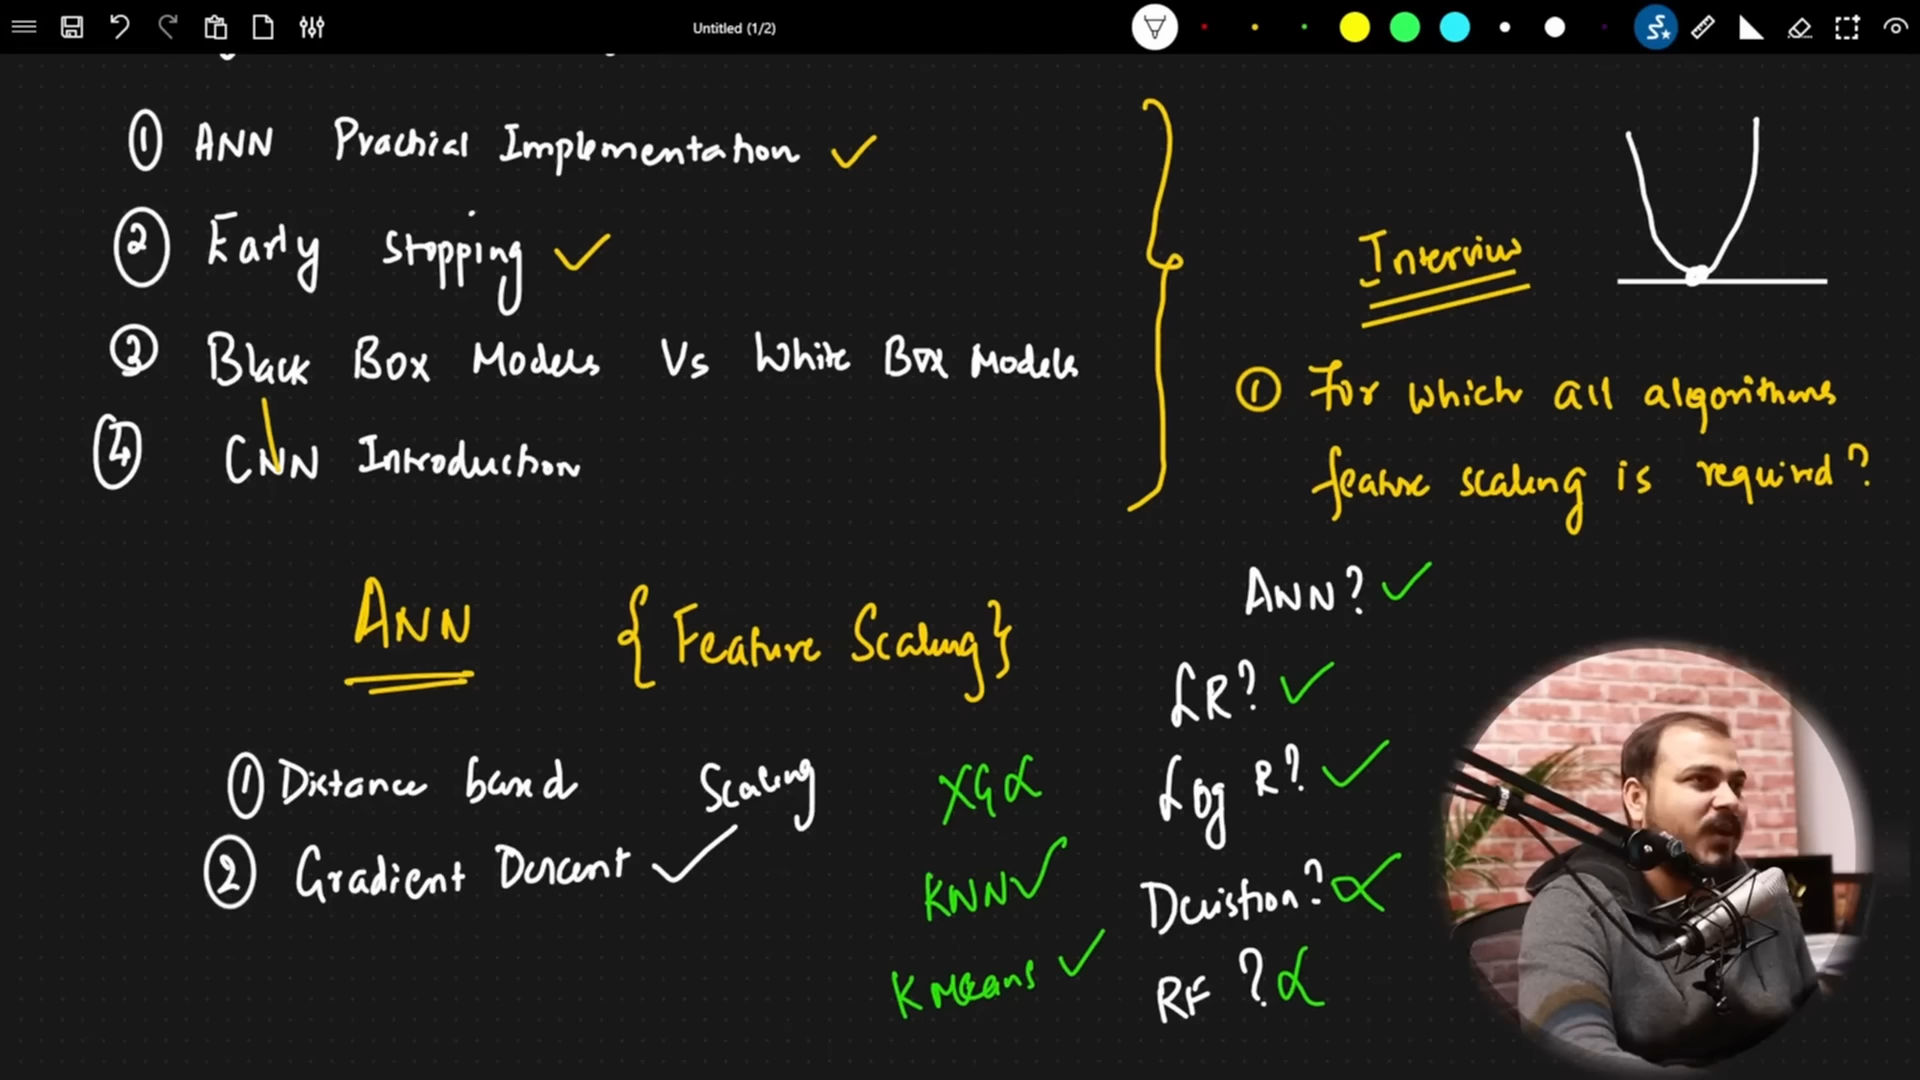 Untitled (1/2)
① ANN Practical Implementation ✓
② Early stopping ✓
③ Black Box Models Vs White Box Models
④ CNN Introduction
Interview
① For which all algorithms
feature scaling is required?
ANN {Feature Scaling}
ANN? ✓
LR? ✓
Log R? ✓
Decistion? ✗
RF ? ✗
① Distance based Scaling
② Gradient Descent ✓
XG ✗
KNN ✓
K Means ✓